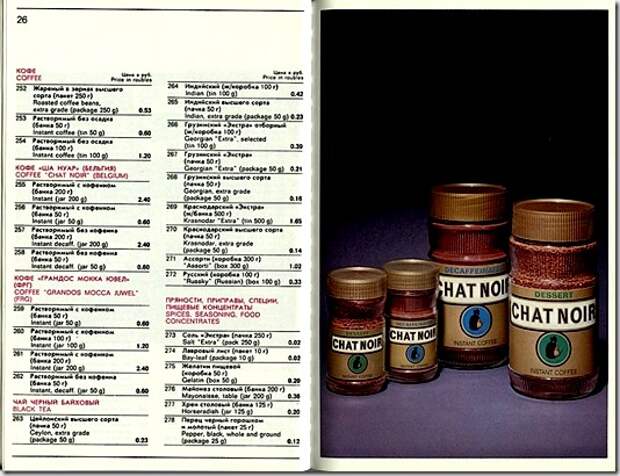 26
КОФЕ
COFFEE
Цена в руб.
Price in roubles
252 Жареный в зернах высшего
сорта (пакет 250 г)
Roasted coffee beans,
extra grade (package 250 g) 0.53
253 Растворимый без осадка
(банка 50 г)
Instant coffee (tin 50 g) 0.60
254 Растворимый без осадка
(банка 100 г)
Instant coffee (tin 100 g) 1.20
КОФЕ «ША НУАР» (БЕЛЬГИЯ)
COFFEE "CHAT NOIR" (BELGIUM)
255 Растворимый с кофеином
(банка 200 г)
Instant (jar 200 g) 2.40
256 Растворимый с кофеином
(банка 50 г)
Instant (jar 50 g) 0.60
257 Растворимый без кофеина
(банка 200 г)
Instant decaff. (jar 200 g) 2.40
258 Растворимый без кофеина
(банка 50 г)
Instant decaff. (jar 50 g) 0.60
КОФЕ «ГРАНДОС МОККА ЮВЕЛ»
(ФРГ)
COFFEE "GRANDOS MOCCA JUWEL"
(FRG)
259 Растворимый с кофеином
(банка 50 г)
Instant (jar 50 g) 0.60
260 Растворимый с кофеином
(банка 100 г)
Instant (jar 100 g) 1.20
261 Растворимый с кофеином
(банка 200 г)
Instant (jar 200 g) 2.40
262 Растворимый без кофеина
(банка 50 г)
Instant, decaff (jar 50 g) 0.60
ЧАЙ ЧЕРНЫЙ БАЙХОВЫЙ
BLACK TEA
263 Цейлонский высшего сорта
(пачка 50 г)
Ceylon, extra grade
(package 50 g) 0.23
Цена в руб.
Price in roubles
264 Индийский (ж/коробка 100 г)
Indian (tin 100 g) 0.42
265 Индийский высшего сорта
(пачка 50 г)
Indian, extra grade (package 50 g) 0.23
266 Грузинский «Экстра» отборный
(ж/коробка 100 г)
Georgian "Extra", selected
(tin 100 g) 0.39
267 Грузинский «Экстра»
(пачка 50 г)
Georgian "Extra" (package 50 g) 0.21
268 Грузинский высшего сорта
(пачка 50 г)
Georgian, extra grade
(package 50 g) 0.16
269 Краснодарский «Экстра»
(ж/банка 500 г)
Krasnodar "Extra" (tin 500 g) 1.65
270 Краснодарский высшего сорта
(пачка 50 г)
Krasnodar, extra grade
(package 50 g) 0.14
271 Ассорти (коробка 300 г)
"Assorti" (box 300 g) 1.02
272 Русский (коробка 100 г)
"Russky" (Russian) (box 100 g) 0.33
ПРЯНОСТИ, ПРИПРАВЫ, СПЕЦИИ,
ПИЩЕВЫЕ КОНЦЕНТРАТЫ
SPICES, SEASONING, FOOD
CONCENTRATES
273 Соль «Экстра» (пачка 250 г)
Salt "Extra" (pack 250 g) 0.02
274 Лавровый лист (пакет 10 г)
Bay-leaf (package 10 g) 0.02
275 Желатин пищевой
(коробка 50 г)
Gelatin (box 50 g) 0.20
276 Майонез столовый (банка 200 г)
Mayonaisse, table (jar 200 g) 0.36
277 Хрен столовый (банка 125 г)
Horseradish (jar 125 g) 0.20
278 Перец черный горошком
и молотый (пакет 25 г)
Pepper, black, whole and ground
(package 25 g) 0.12
DESSERT
CHAT NOIR
INSTANT COFFEE
CHAT NOIR
INSTANT COFFEE
DECAFFEINATED
CHAT NOIR
INSTANT COFFEE
DESSERT
CHAT NOIR
INSTANT COFFEE